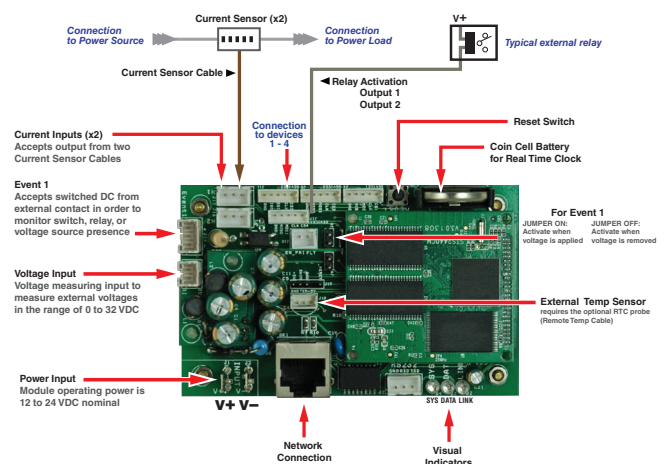 Current Sensor (x2)
Connection
to Power Source
Connection
to Power Load
V+
Typical external relay
Current Sensor Cable
Relay Activation
Output 1
Output 2
Reset Switch
Current Inputs (x2)
Accepts output from two
Current Sensor Cables
Connection
to devices
1 - 4
Coin Cell Battery
for Real Time Clock
Event 1
Accepts switched DC from
external contact in order to
monitor switch, relay, or
voltage source presence
For Event 1
JUMPER ON:
Activate when
voltage is applied
JUMPER OFF:
Activate when
voltage is removed
Voltage Input
Voltage measuring input to
measure external voltages
in the range of 0 to 32 VDC
External Temp Sensor
requires the optional RTC probe
(RemoteTemp Cable)
Power Input
Module operating power is
12 to 24 VDC nominal
V+ V−
SYS DATA LINK
Network
Connection
Visual
Indicators